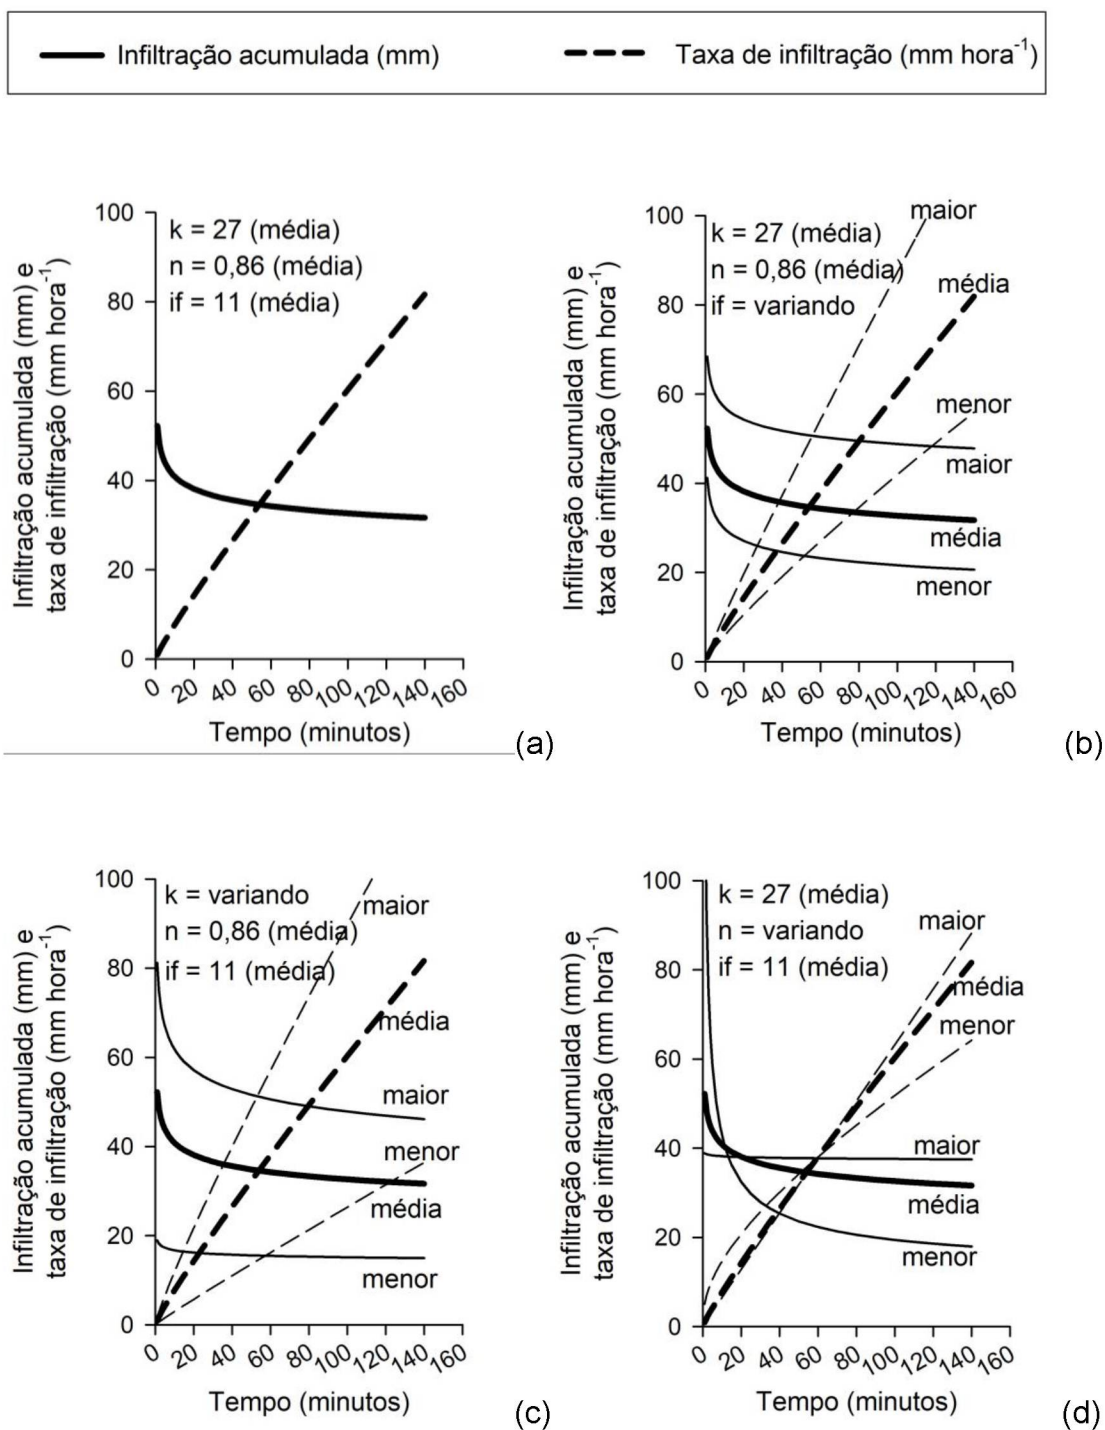 Infiltração acumulada (mm) Taxa de infiltração (mm hora⁻¹)
Infiltração acumulada (mm) e
taxa de infiltração (mm hora⁻¹)
100
80
60
40
20
0
k = 27 (média)
n = 0,86 (média)
if = 11 (média)
0 20 40 60 80 100 120 140 160
Tempo (minutos)
(a)
Infiltração acumulada (mm) e
taxa de infiltração (mm hora⁻¹)
100
80
60
40
20
0
k = 27 (média)
n = 0,86 (média)
if = variando
maior
média
menor
maior
média
menor
0 20 40 60 80 100 120 140 160
Tempo (minutos)
(b)
Infiltração acumulada (mm) e
taxa de infiltração (mm hora⁻¹)
100
80
60
40
20
0
k = variando
n = 0,86 (média)
if = 11 (média)
maior
média
maior
menor
média
menor
0 20 40 60 80 100 120 140 160
Tempo (minutos)
(c)
Infiltração acumulada (mm) e
taxa de infiltração (mm hora⁻¹)
100
80
60
40
20
0
k = 27 (média)
n = variando
if = 11 (média)
maior
média
menor
maior
média
menor
0 20 40 60 80 100 120 140 160
Tempo (minutos)
(d)